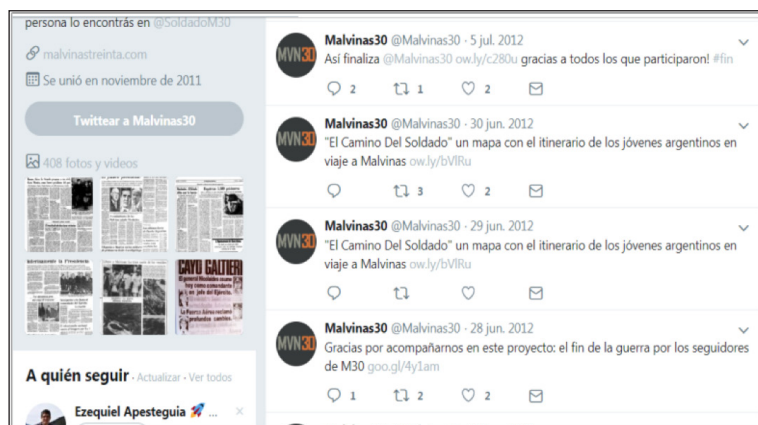 persona lo encontrás en @SoldadoM30
malvinastreinta.com
Se unió en noviembre de 2011
Twittear a Malvinas30
408 fotos y videos
CAYO GALTIERI
A quién seguir · Actualizar · Ver todos
Ezequiel Apesteguia 🚀 ...
MVN30
Malvinas30 @Malvinas30 · 5 jul. 2012
Así finaliza @Malvinas30 ow.ly/c280u gracias a todos los que participaron! #fin
2 1 2
MVN30
Malvinas30 @Malvinas30 · 30 jun. 2012
"El Camino Del Soldado" un mapa con el itinerario de los jóvenes argentinos en
viaje a Malvinas ow.ly/bVlRu
3 2
MVN30
Malvinas30 @Malvinas30 · 29 jun. 2012
"El Camino Del Soldado" un mapa con el itinerario de los jóvenes argentinos en
viaje a Malvinas ow.ly/bVlRu
MVN30
Malvinas30 @Malvinas30 · 28 jun. 2012
Gracias por acompañarnos en este proyecto: el fin de la guerra por los seguidores
de M30 goo.gl/4y1am
1 2 2